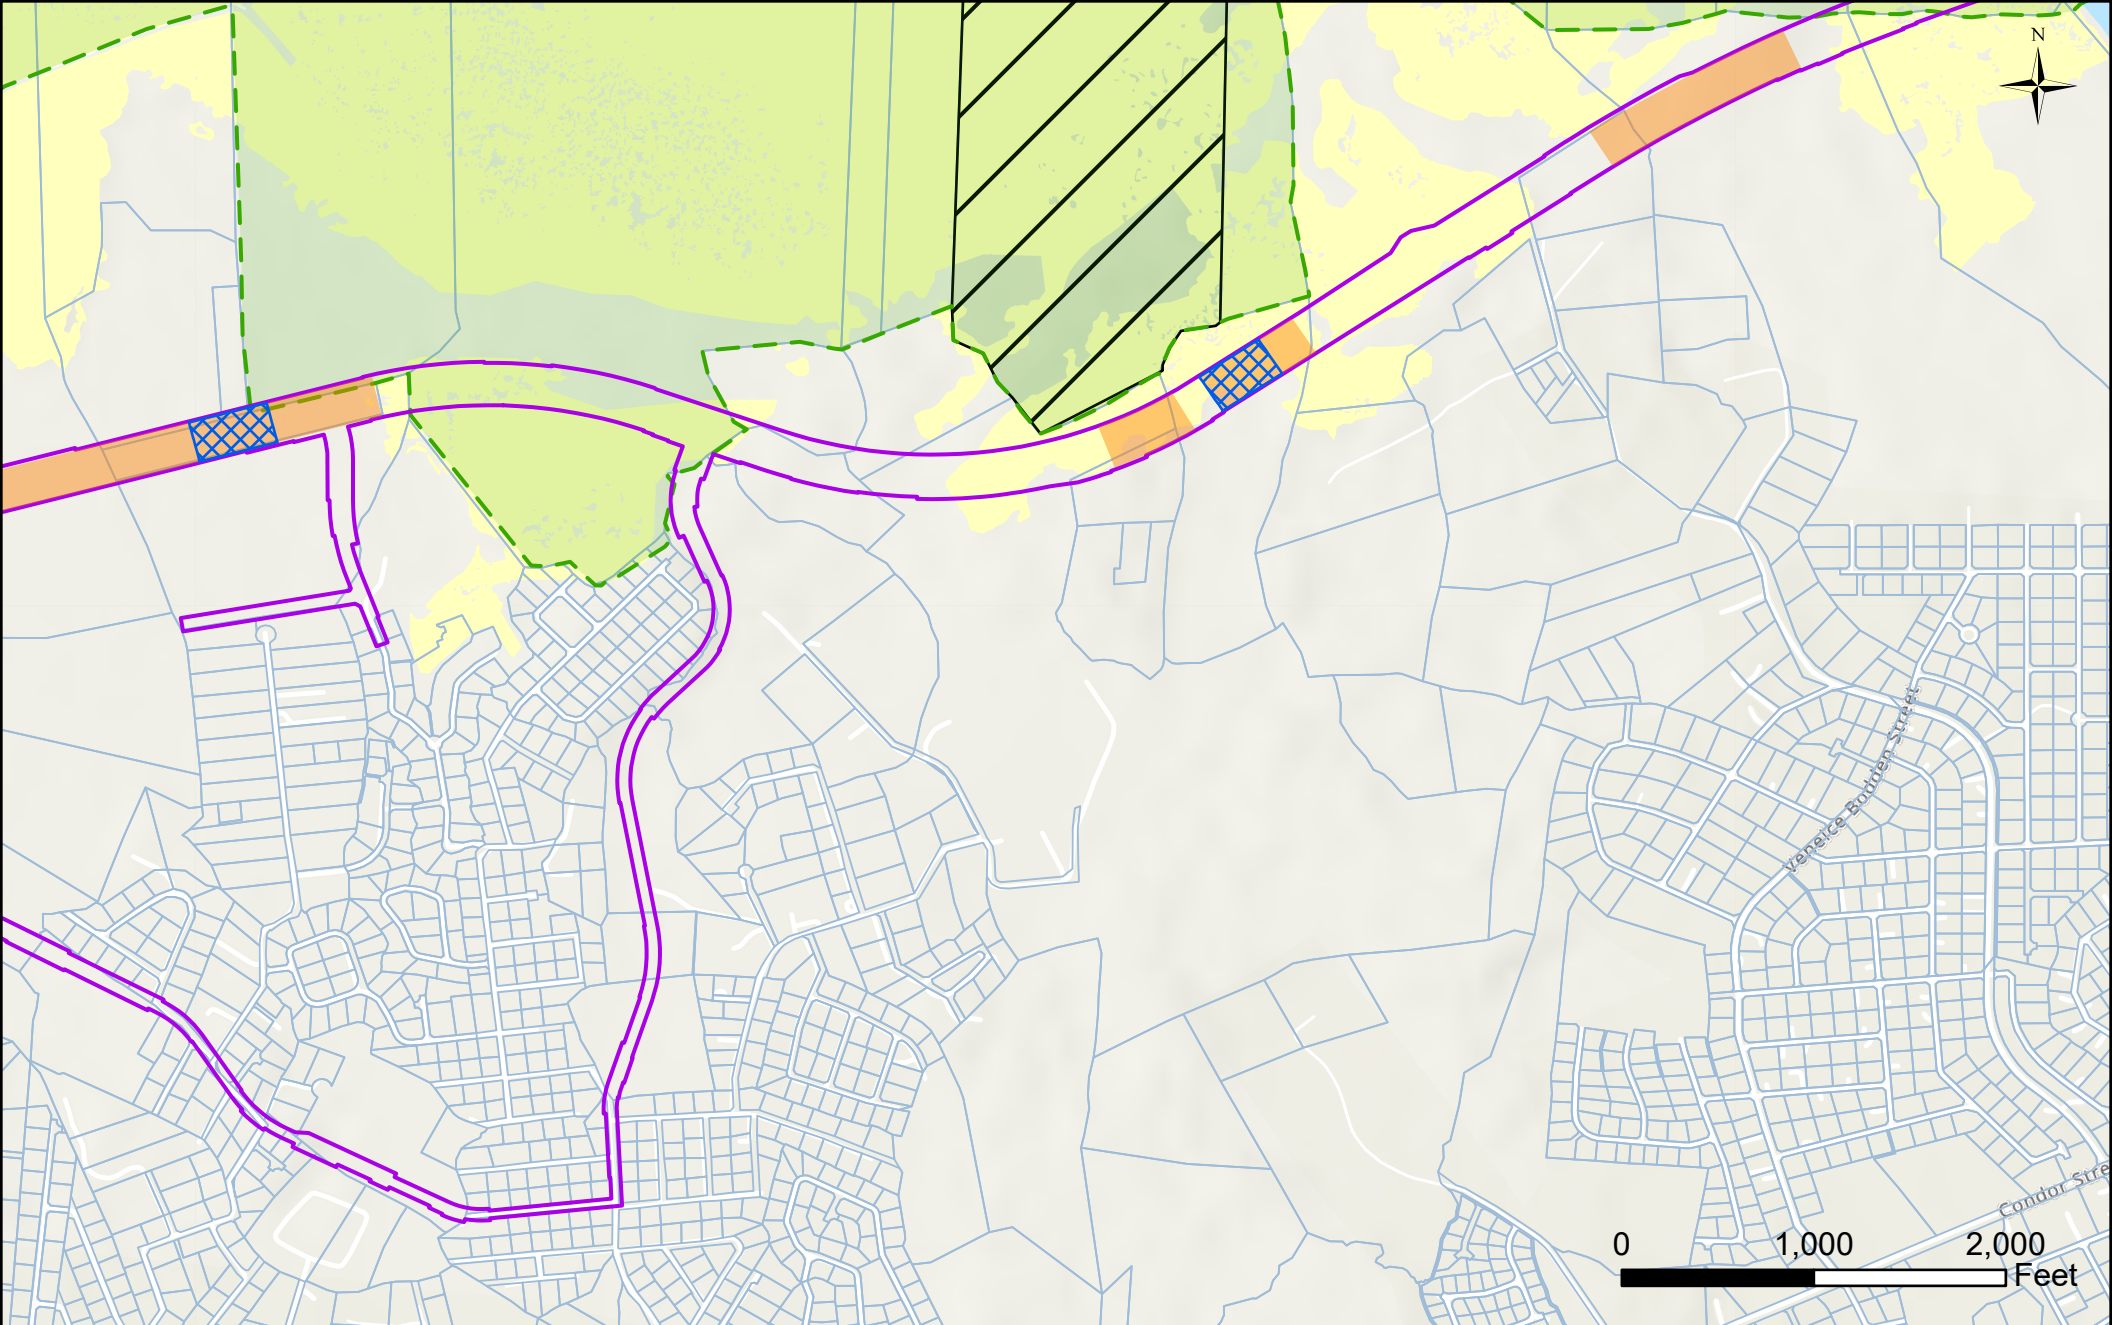 N
Veneice Bodden Street
Condor Stre
0 1,000 2,000
Feet